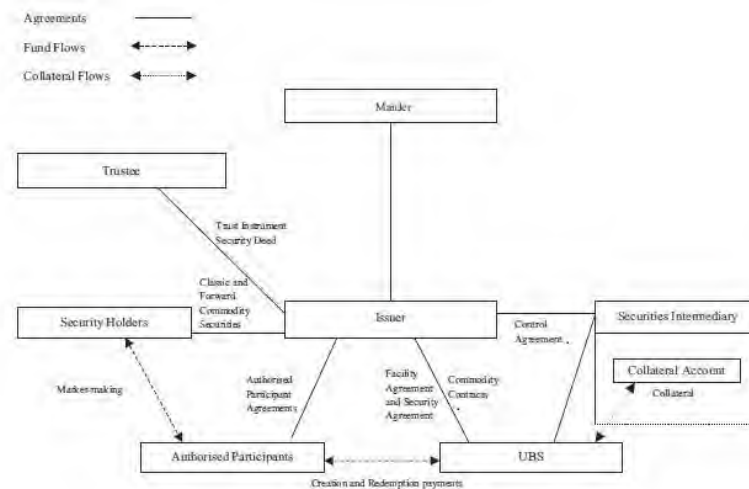 Agreements
Fund Flows
Collateral Flows
Trustee
Trust Instrument
Security Deed
Classic and
Forward
Commodity
Securities
Security Holders
Issuer
Control
Agreement
Securities Intermediary
Collateral Account
Collateral
Market-making
Authorised
Participant
Agreements
Facility
Agreement
and Security
Agreement
Commodity
Contracts
Authorised Participants
UBS
Creation and Redemption payments